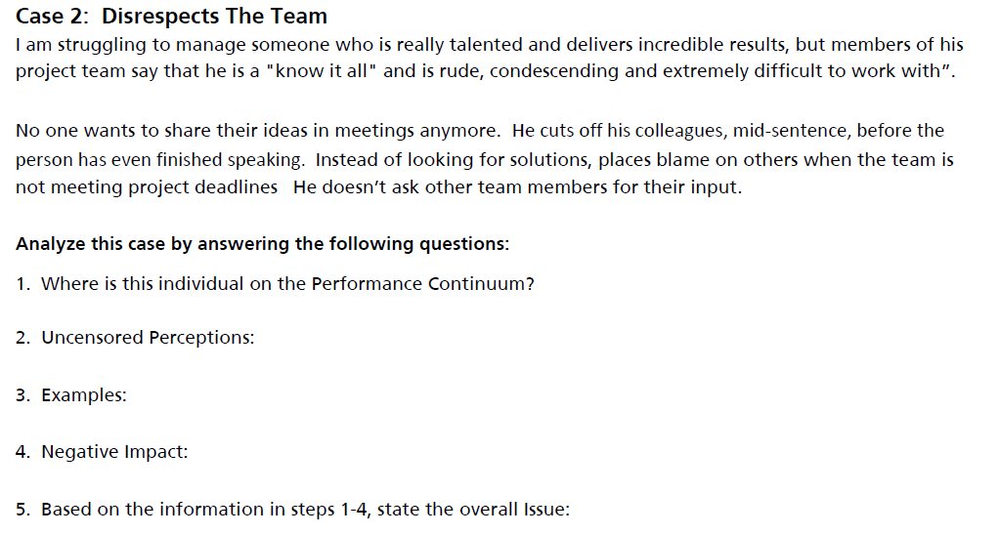 Case 2:  Disrespects The Team
I am struggling to manage someone who is really talented and delivers incredible results, but members of his
project team say that he is a "know it all" and is rude, condescending and extremely difficult to work with”.
No one wants to share their ideas in meetings anymore.  He cuts off his colleagues, mid-sentence, before the
person has even finished speaking.  Instead of looking for solutions, places blame on others when the team is
not meeting project deadlines   He doesn’t ask other team members for their input.
Analyze this case by answering the following questions:
1.  Where is this individual on the Performance Continuum?
2.  Uncensored Perceptions:
3.  Examples:
4.  Negative Impact:
5.  Based on the information in steps 1-4, state the overall Issue: